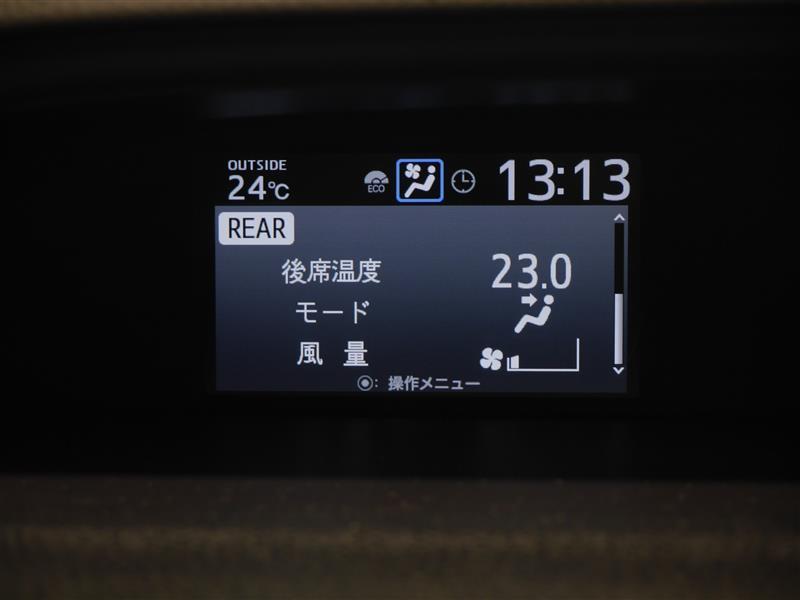 OUTSIDE
24℃ ECO 13:13
REAR
後席温度 23.0
モード
風 量
◉: 操作メニュー